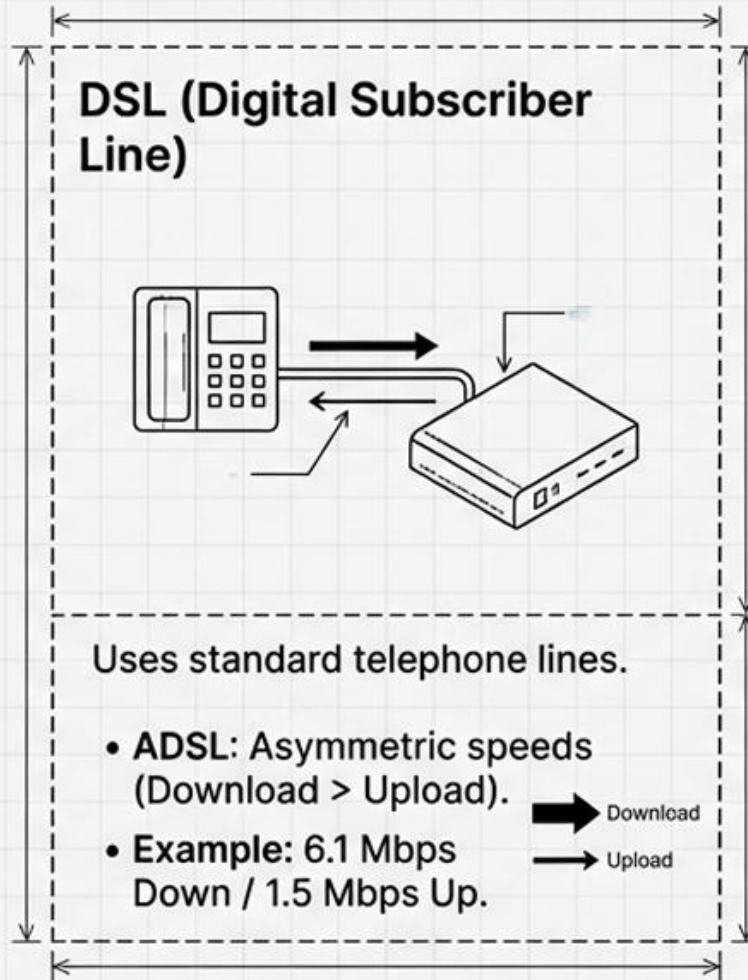 DSL (Digital Subscriber
Line)
Uses standard telephone lines.
• ADSL: Asymmetric speeds
(Download > Upload).
• Example: 6.1 Mbps
Down / 1.5 Mbps Up.
Download
Upload